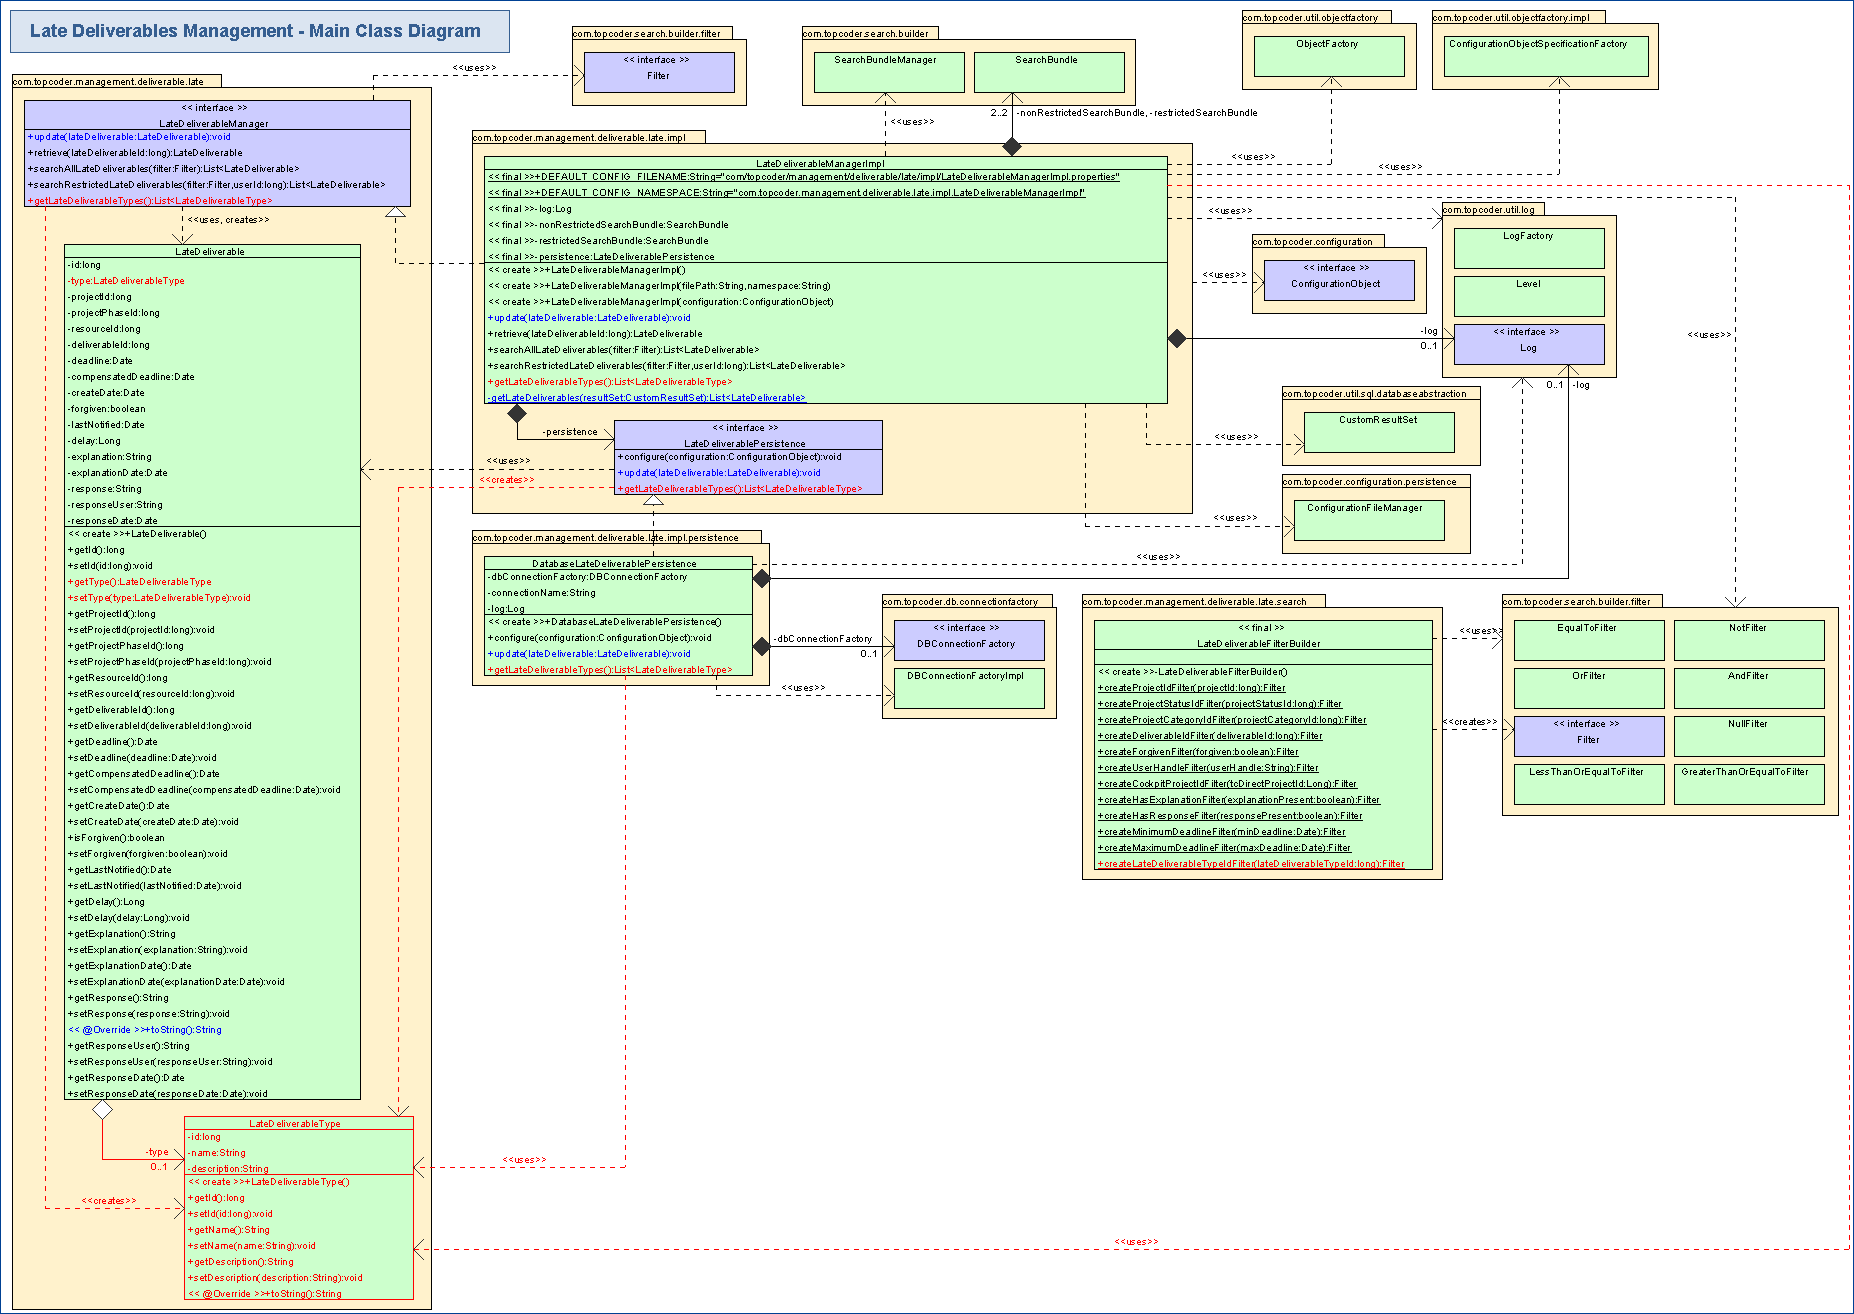 Late Deliverables Management - Main Class Diagram
com.topcoder.management.deliverable.late
<< interface >>
LateDeliverableManager
+update(lateDeliverable:LateDeliverable):void
+retrieve(lateDeliverableId:long):LateDeliverable
+searchAllLateDeliverables(filter:Filter):List<LateDeliverable>
+searchRestrictedLateDeliverables(filter:Filter,userId:long):List<LateDeliverable>
+getLateDeliverableTypes():List<LateDeliverableType>
<<uses, creates>>
LateDeliverable
-id:long
-type:LateDeliverableType
-projectId:long
-projectPhaseId:long
-resourceId:long
-deliverableId:long
-deadline:Date
-compensatedDeadline:Date
-createDate:Date
-forgiven:boolean
-lastNotified:Date
-delay:Long
-explanation:String
-explanationDate:Date
-response:String
-responseUser:String
-responseDate:Date
<< create >>+LateDeliverable()
+getId():long
+setId(id:long):void
+getType():LateDeliverableType
+setType(type:LateDeliverableType):void
+getProjectId():long
+setProjectId(projectId:long):void
+getProjectPhaseId():long
+setProjectPhaseId(projectPhaseId:long):void
+getResourceId():long
+setResourceId(resourceId:long):void
+getDeliverableId():long
+setDeliverableId(deliverableId:long):void
+getDeadline():Date
+setDeadline(deadline:Date):void
+getCompensatedDeadline():Date
+setCompensatedDeadline(compensatedDeadline:Date):void
+getCreateDate():Date
+setCreateDate(createDate:Date):void
+isForgiven():boolean
+setForgiven(forgiven:boolean):void
+getLastNotified():Date
+setLastNotified(lastNotified:Date):void
+getDelay():Long
+setDelay(delay:Long):void
+getExplanation():String
+setExplanation(explanation:String):void
+getExplanationDate():Date
+setExplanationDate(explanationDate:Date):void
+getResponse():String
+setResponse(response:String):void
<< @Override >>+toString():String
+getResponseUser():String
+setResponseUser(responseUser:String):void
+getResponseDate():Date
+setResponseDate(responseDate:Date):void
-type
0..1
<<creates>>
LateDeliverableType
-id:long
-name:String
-description:String
<< create >>+LateDeliverableType()
+getId():long
+setId(id:long):void
+getName():String
+setName(name:String):void
+getDescription():String
+setDescription(description:String):void
<< @Override >>+toString():String
<<uses>>
com.topcoder.search.builder.filter
<< interface >>
Filter
com.topcoder.search.builder
SearchBundleManager
SearchBundle
<<uses>>
2..2
-nonRestrictedSearchBundle, -restrictedSearchBundle
com.topcoder.util.objectfactory
ObjectFactory
com.topcoder.util.objectfactory.impl
ConfigurationObjectSpecificationFactory
com.topcoder.management.deliverable.late.impl
LateDeliverableManagerImpl
<< final >>+DEFAULT_CONFIG_FILENAME:String="com/topcoder/management/deliverable/late/impl/LateDeliverableManagerImpl.properties"
<< final >>+DEFAULT_CONFIG_NAMESPACE:String="com.topcoder.management.deliverable.late.impl.LateDeliverableManagerImpl"
<< final >>-log:Log
<< final >>-nonRestrictedSearchBundle:SearchBundle
<< final >>-restrictedSearchBundle:SearchBundle
<< final >>-persistence:LateDeliverablePersistence
<< create >>+LateDeliverableManagerImpl()
<< create >>+LateDeliverableManagerImpl(filePath:String,namespace:String)
<< create >>+LateDeliverableManagerImpl(configuration:ConfigurationObject)
+update(lateDeliverable:LateDeliverable):void
+retrieve(lateDeliverableId:long):LateDeliverable
+searchAllLateDeliverables(filter:Filter):List<LateDeliverable>
+searchRestrictedLateDeliverables(filter:Filter,userId:long):List<LateDeliverable>
+getLateDeliverableTypes():List<LateDeliverableType>
-getLateDeliverables(resultSet:CustomResultSet):List<LateDeliverable>
-persistence
<< interface >>
LateDeliverablePersistence
+configure(configuration:ConfigurationObject):void
+update(lateDeliverable:LateDeliverable):void
+getLateDeliverableTypes():List<LateDeliverableType>
<<uses>>
<<creates>>
com.topcoder.management.deliverable.late.impl.persistence
DatabaseLateDeliverablePersistence
-dbConnectionFactory:DBConnectionFactory
-connectionName:String
-log:Log
<< create >>+DatabaseLateDeliverablePersistence()
+configure(configuration:ConfigurationObject):void
+update(lateDeliverable:LateDeliverable):void
+getLateDeliverableTypes():List<LateDeliverableType>
-dbConnectionFactory
0..1
<<uses>>
com.topcoder.db.connectionfactory
<< interface >>
DBConnectionFactory
DBConnectionFactoryImpl
<<uses>>
<<uses>>
<<uses>>
com.topcoder.configuration
<< interface >>
ConfigurationObject
<<uses>>
com.topcoder.util.log
LogFactory
Level
<< interface >>
Log
-log
0..1
0..1
-log
<<uses>>
com.topcoder.util.sql.databaseabstraction
CustomResultSet
<<uses>>
com.topcoder.configuration.persistence
ConfigurationFileManager
<<uses>>
<<uses>>
<<uses>>
com.topcoder.management.deliverable.late.search
<< final >>
LateDeliverableFilterBuilder
<< create >>-LateDeliverableFilterBuilder()
+createProjectIdFilter(projectId:long):Filter
+createProjectStatusIdFilter(projectStatusId:long):Filter
+createProjectCategoryIdFilter(projectCategoryId:long):Filter
+createDeliverableIdFilter(deliverableId:long):Filter
+createForgivenFilter(forgiven:boolean):Filter
+createUserHandleFilter(userHandle:String):Filter
+createCockpitProjectIdFilter(tcDirectProjectId:Long):Filter
+createHasExplanationFilter(explanationPresent:boolean):Filter
+createHasResponseFilter(responsePresent:boolean):Filter
+createMinimumDeadlineFilter(minDeadline:Date):Filter
+createMaximumDeadlineFilter(maxDeadline:Date):Filter
+createLateDeliverableTypeIdFilter(lateDeliverableTypeId:long):Filter
<<uses>>
<<creates>>
com.topcoder.search.builder.filter
EqualToFilter
NotFilter
OrFilter
AndFilter
<< interface >>
Filter
NullFilter
LessThanOrEqualToFilter
GreaterThanOrEqualToFilter
<<uses>>
<<uses>>